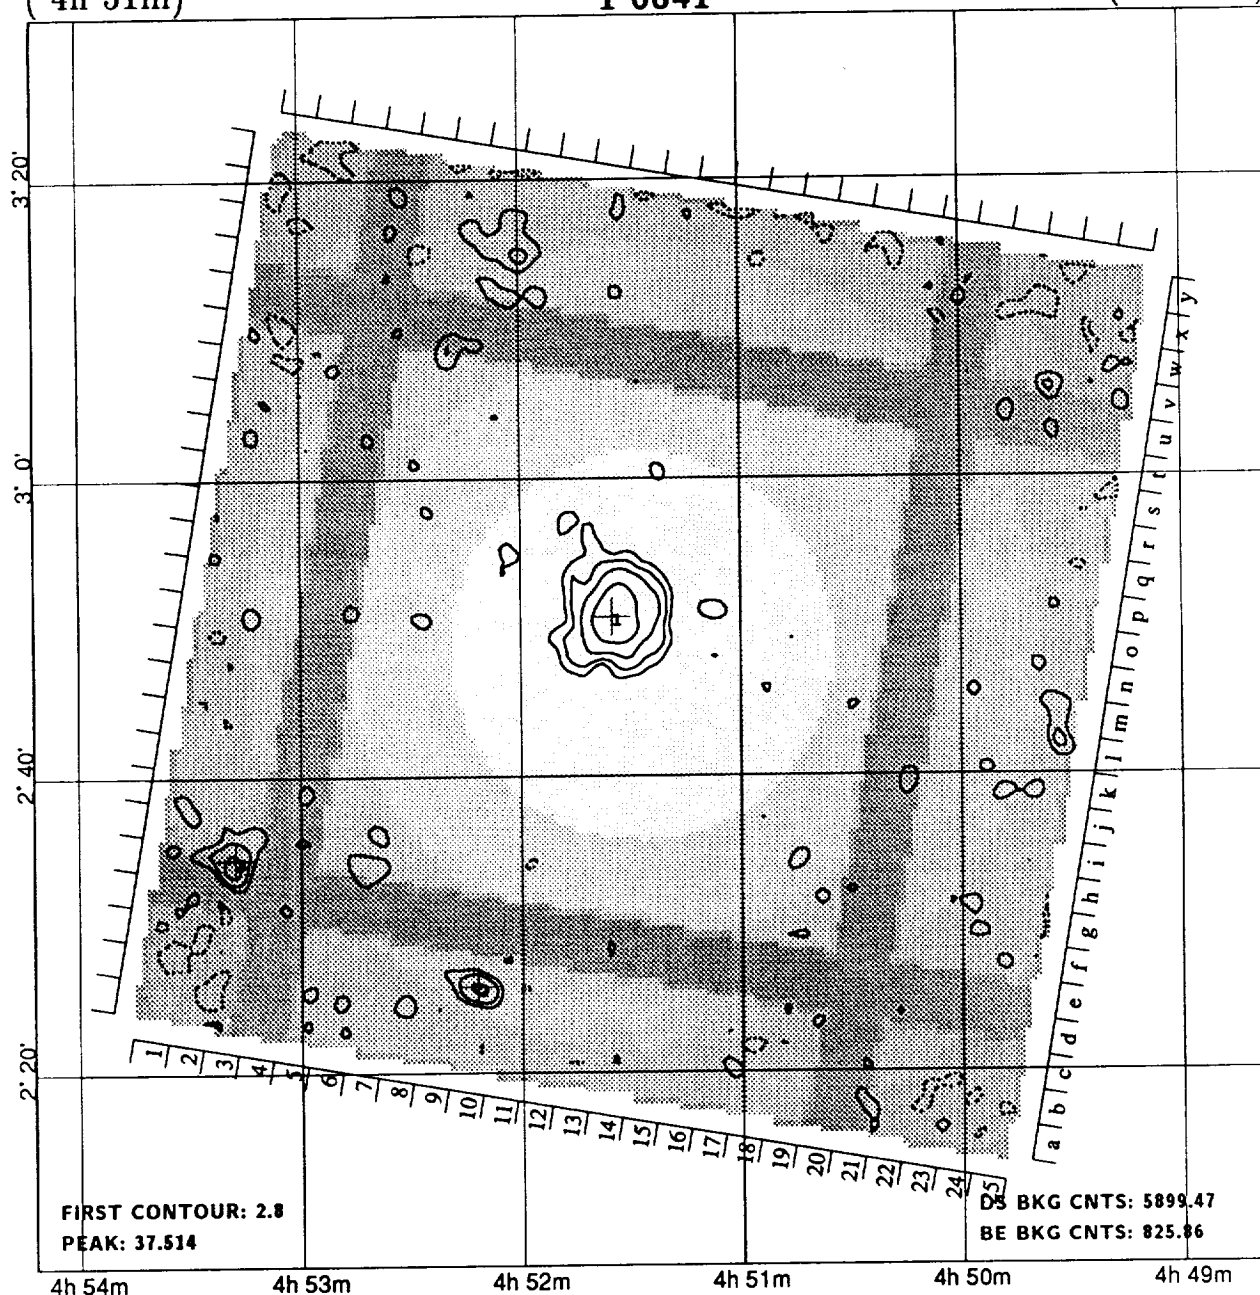 ( 4h 51m)
3° 20'
3° 0'
2° 40'
2° 20'
a b c d e f g h i j k l m n o p q r s t u v w x y
1 2 3 4 5 6 7 8 9 10 11 12 13 14 15 16 17 18 19 20 21 22 23 24 25
FIRST CONTOUR: 2.8
PEAK: 37.514
DS BKG CNTS: 5899.47
BE BKG CNTS: 825.86
4h 54m 4h 53m 4h 52m 4h 51m 4h 50m 4h 49m